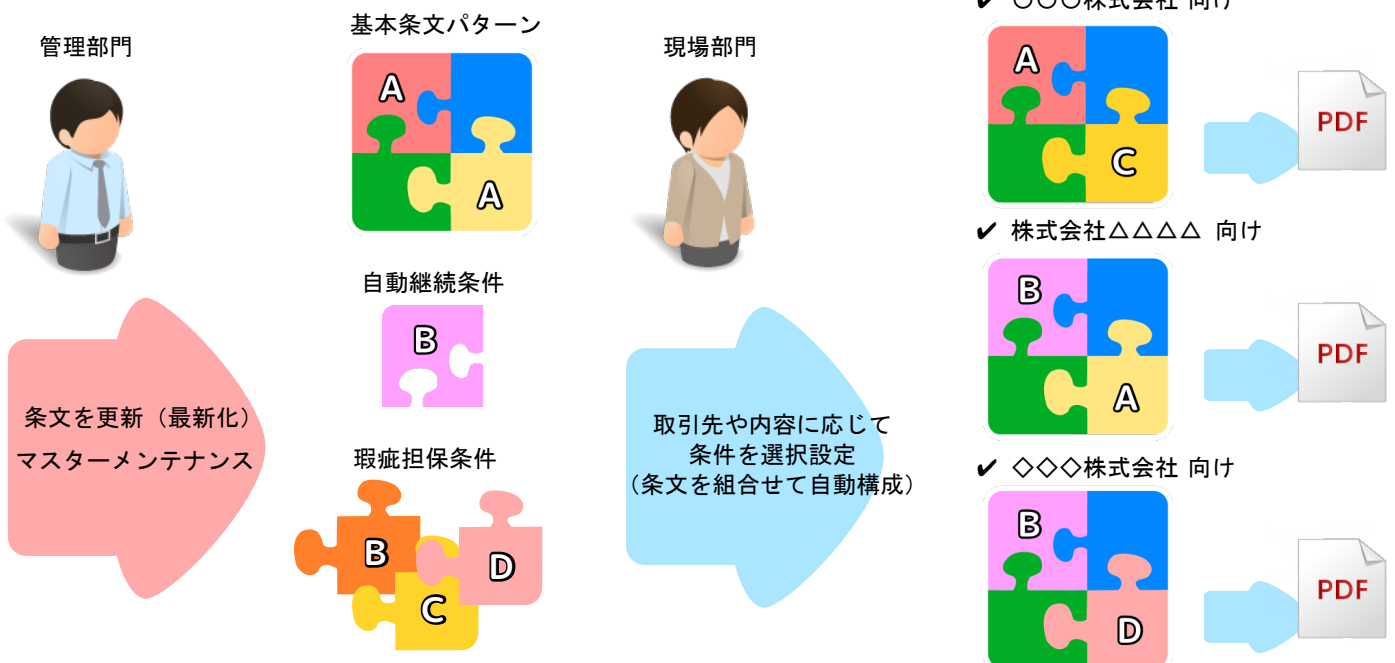 管理部門
基本条文パターン
A
A
自動継続条件
B
瑕疵担保条件
B
C
D
条文を更新（最新化）
マスターメンテナンス
現場部門
取引先や内容に応じて
条件を選択設定
（条文を組合せて自動構成）
✔ 〇〇〇株式会社 向け
A
C
PDF
✔ 株式会社△△△△ 向け
B
A
PDF
✔ ◇◇◇株式会社 向け
B
D
PDF